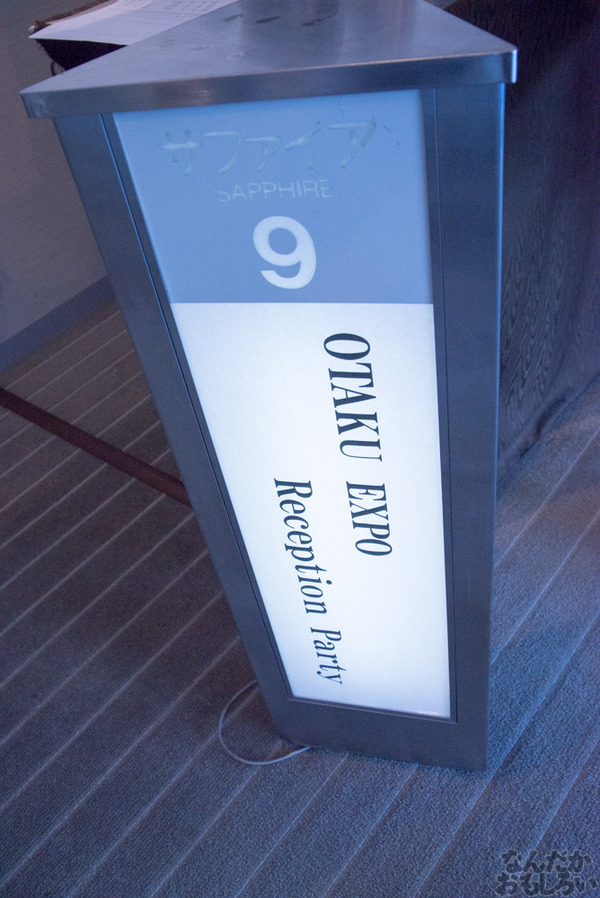 サファイア
SAPPHIRE
9
OTAKU EXPO
Reception Party
なんだか
おもしろい